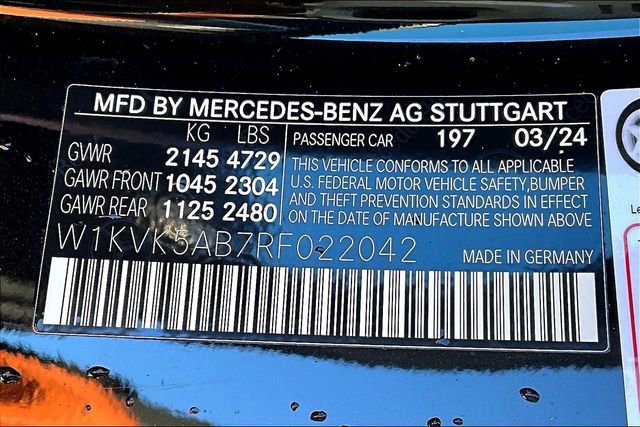 MFD BY MERCEDES-BENZ AG STUTTGART
KG LBS
GVWR 2145 4729
GAWR FRONT 1045 2304
GAWR REAR 1125 2480
PASSENGER CAR 197 03/24
THIS VEHICLE CONFORMS TO ALL APPLICABLE
U.S. FEDERAL MOTOR VEHICLE SAFETY,BUMPER
AND THEFT PREVENTION STANDARDS IN EFFECT
ON THE DATE OF MANUFACTURE SHOWN ABOVE
W1KVK5AB7RF022042
MADE IN GERMANY
Le